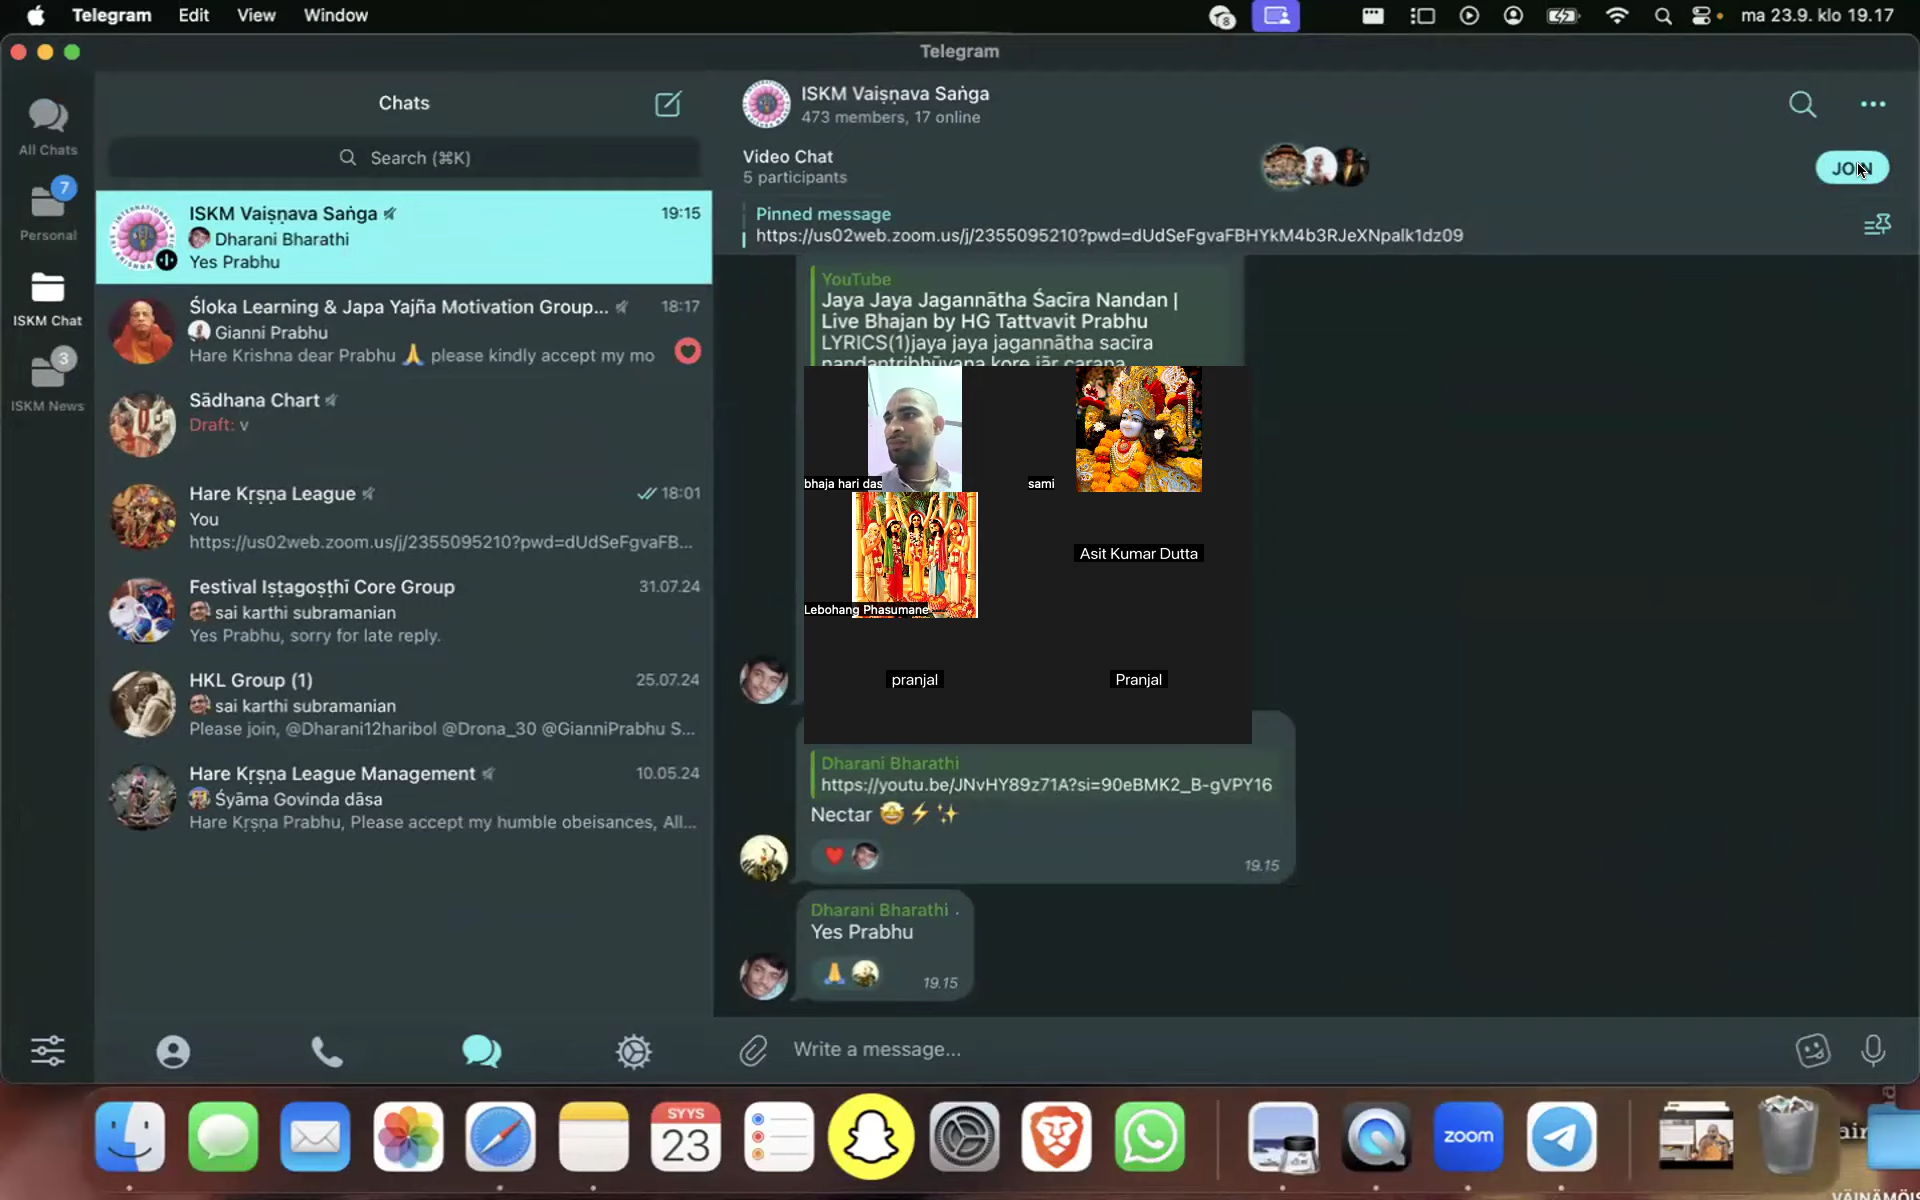 Telegram Edit View Window
8
ma 23.9. klo 19.17
Telegram
All Chats
7
Personal
ISKM Chat
3
ISKM News
Chats
Search (⌘K)
ISKM Vaiṣṇava Saṅga 19:15
Dharani Bharathi
Yes Prabhu
Śloka Learning & Japa Yajña Motivation Group... 18:17
Gianni Prabhu
Hare Krishna dear Prabhu 🙏 please kindly accept my mo
Sādhana Chart
Draft: v
Hare Kṛṣṇa League 18:01
You
https://us02web.zoom.us/j/2355095210?pwd=dUdSeFgvaFB...
Festival Iṣṭagoṣṭhī Core Group 31.07.24
sai karthi subramanian
Yes Prabhu, sorry for late reply.
HKL Group (1) 25.07.24
sai karthi subramanian
Please join, @Dharani12haribol @Drona_30 @GianniPrabhu S...
Hare Kṛṣṇa League Management 10.05.24
Śyāma Govinda dāsa
Hare Kṛṣṇa Prabhu, Please accept my humble obeisances, All...
ISKM Vaiṣṇava Saṅga
473 members, 17 online
Video Chat
5 participants
JOIN
Pinned message
https://us02web.zoom.us/j/2355095210?pwd=dUdSeFgvaFBHYkM4b3RJeXNpalk1dz09
YouTube
Jaya Jaya Jagannātha Śacīra Nandan |
Live Bhajan by HG Tattvavit Prabhu
LYRICS(1)jaya jaya jagannātha sacīra
nandantribhūvana kore jār carana
bhaja hari das
sami
Lebohang Phasumane
Asit Kumar Dutta
pranjal
Pranjal
Dharani Bharathi
https://youtu.be/JNvHY89z71A?si=90eBMK2_B-gVPY16
Nectar 🤩⚡✨
19.15
Dharani Bharathi .
Yes Prabhu
19.15
Write a message...
SYYS
23
zoom